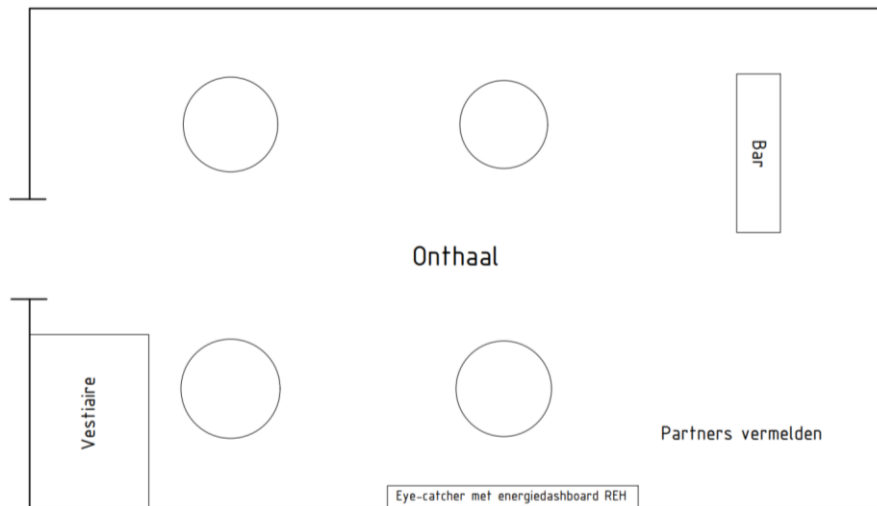 Bar
Onthaal
Vestiaire
Partners vermelden
Eye-catcher met energiedashboard REH